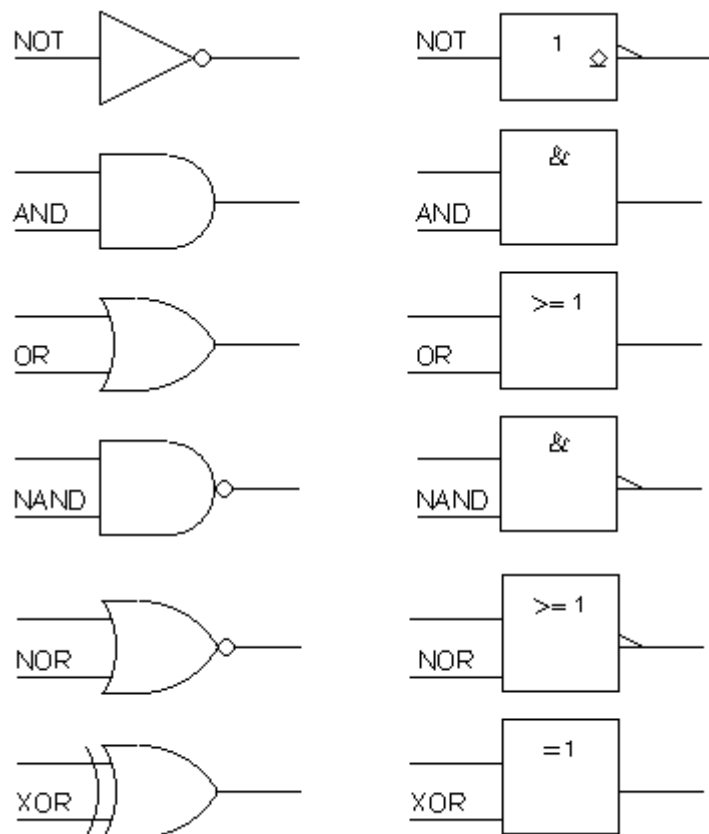 NOT
NOT
1
AND
AND
&
OR
OR
>= 1
NAND
NAND
&
NOR
NOR
>= 1
XOR
XOR
=1